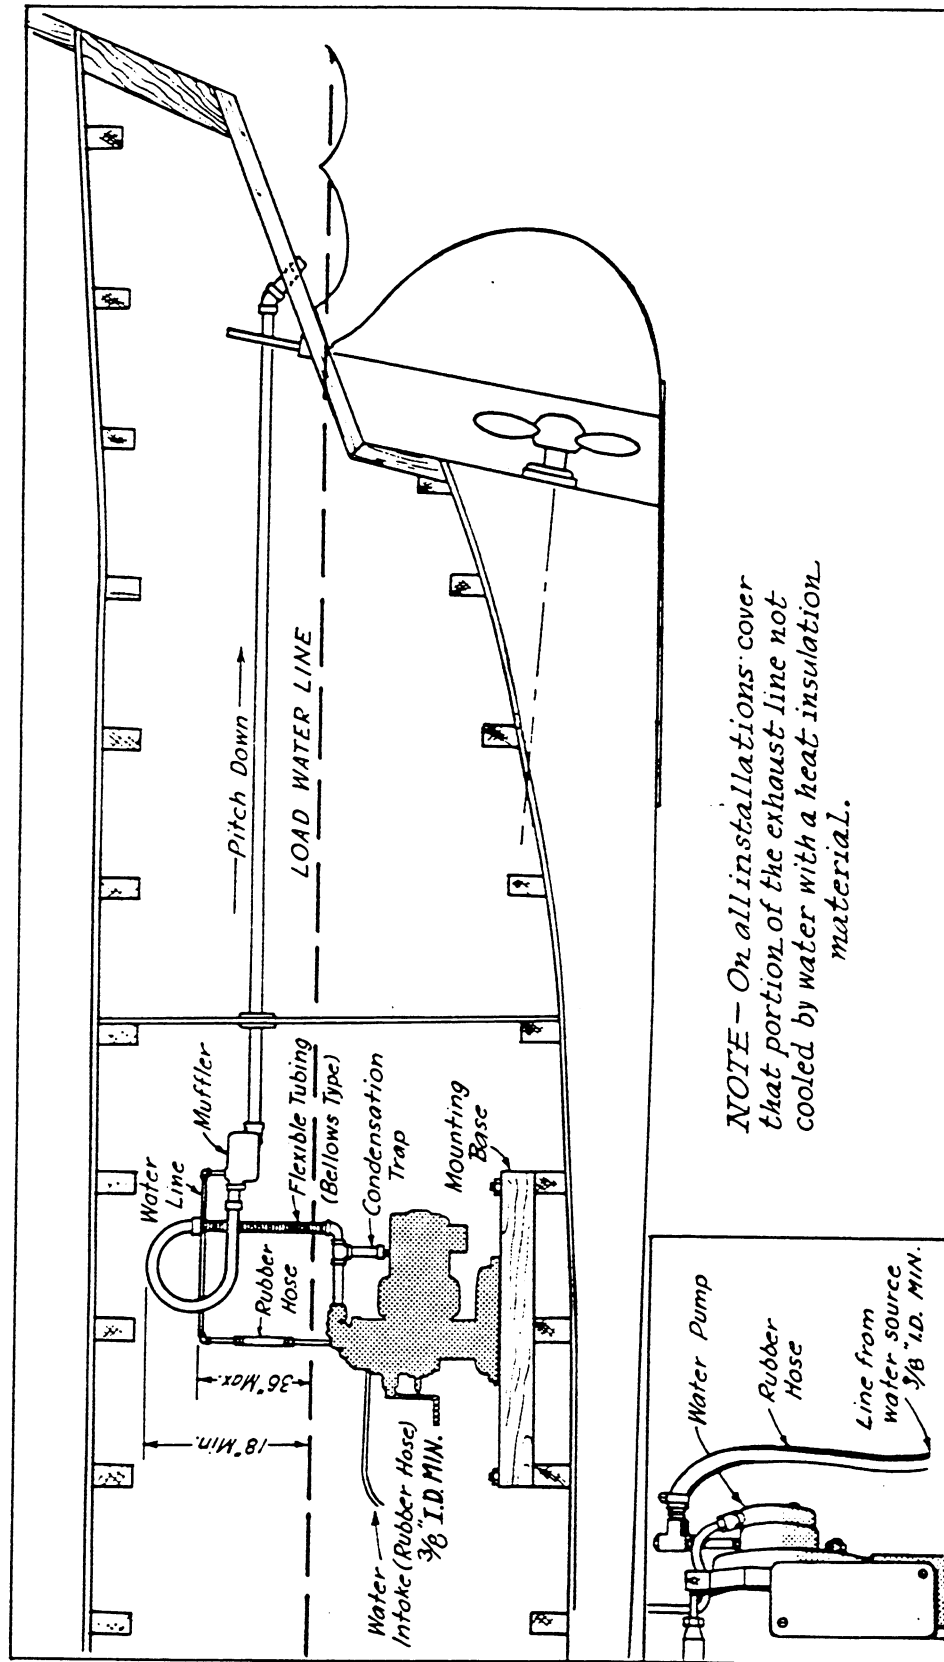 Pitch Down
LOAD WATER LINE
Water
Line
Muffler
Flexible Tubing
(Bellows Type)
Condensation
Trap
Mounting
Base
Rubber
Hose
36" Max.
18" Min.
Water
Intake (Rubber Hose)
3/8" I.D. MIN.
NOTE — On all installations cover
that portion of the exhaust line not
cooled by water with a heat insulation
material.
Water Pump
Rubber
Hose
Line from
water source
3/8" I.D. MIN.